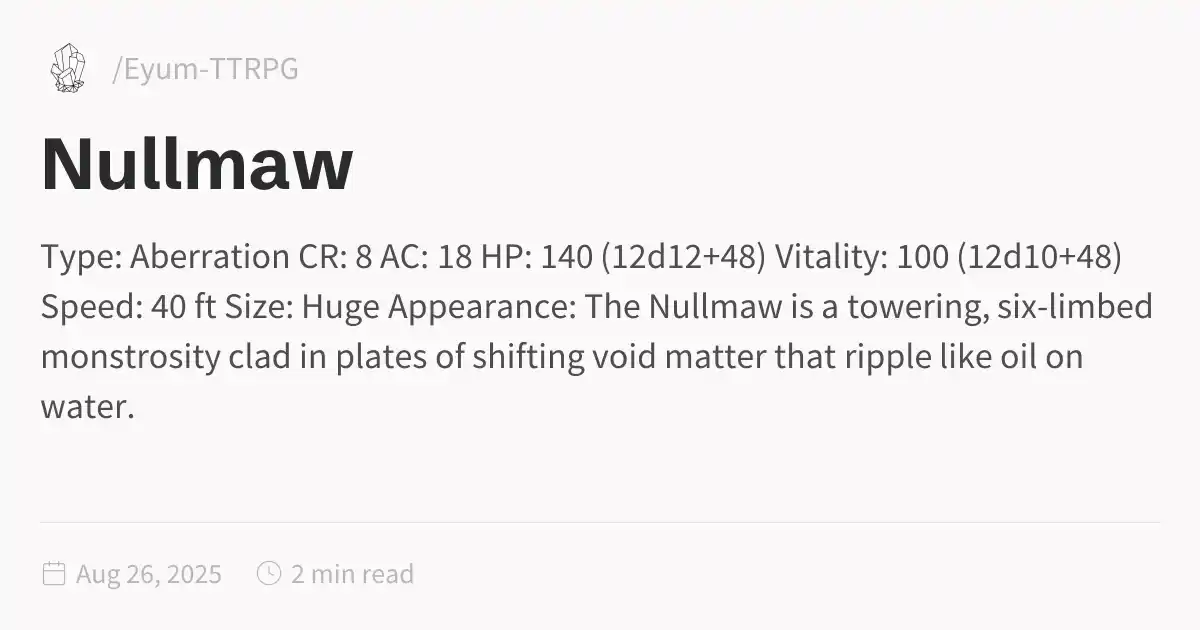 /Eyum-TTRPG
Nullmaw
Type: Aberration CR: 8 AC: 18 HP: 140 (12d12+48) Vitality: 100 (12d10+48)
Speed: 40 ft Size: Huge Appearance: The Nullmaw is a towering, six-limbed
monstrosity clad in plates of shifting void matter that ripple like oil on
water.
Aug 26, 2025 2 min read